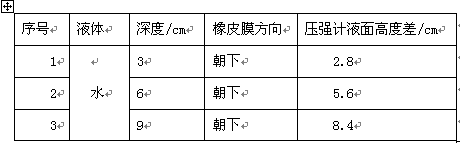 序号 液体 深度/cm 橡皮膜方向 压强计液面高度差/cm
1 3 朝下 2.8
2 水 6 朝下 5.6
3 9 朝下 8.4